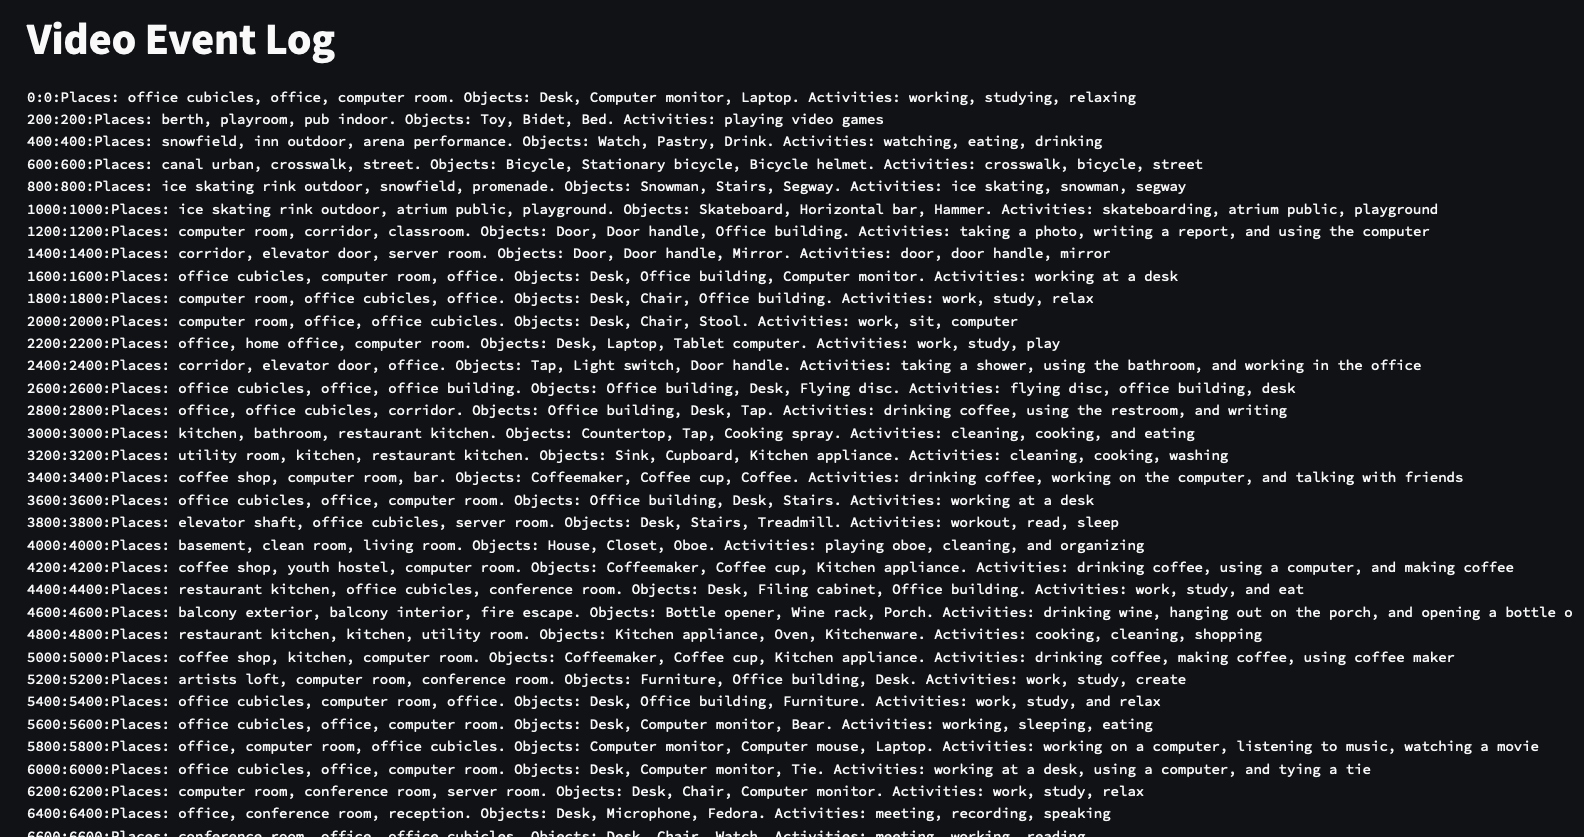 Video Event Log
0:0:Places: office cubicles, office, computer room. Objects: Desk, Computer monitor, Laptop. Activities: working, studying, relaxing
200:200:Places: berth, playroom, pub indoor. Objects: Toy, Bidet, Bed. Activities: playing video games
400:400:Places: snowfield, inn outdoor, arena performance. Objects: Watch, Pastry, Drink. Activities: watching, eating, drinking
600:600:Places: canal urban, crosswalk, street. Objects: Bicycle, Stationary bicycle, Bicycle helmet. Activities: crosswalk, bicycle, street
800:800:Places: ice skating rink outdoor, snowfield, promenade. Objects: Snowman, Stairs, Segway. Activities: ice skating, snowman, segway
1000:1000:Places: ice skating rink outdoor, atrium public, playground. Objects: Skateboard, Horizontal bar, Hammer. Activities: skateboarding, atrium public, playground
1200:1200:Places: computer room, corridor, classroom. Objects: Door, Door handle, Office building. Activities: taking a photo, writing a report, and using the computer
1400:1400:Places: corridor, elevator door, server room. Objects: Door, Door handle, Mirror. Activities: door, door handle, mirror
1600:1600:Places: office cubicles, computer room, office. Objects: Desk, Office building, Computer monitor. Activities: working at a desk
1800:1800:Places: computer room, office cubicles, office. Objects: Desk, Chair, Office building. Activities: work, study, relax
2000:2000:Places: computer room, office, office cubicles. Objects: Desk, Chair, Stool. Activities: work, sit, computer
2200:2200:Places: office, home office, computer room. Objects: Desk, Laptop, Tablet computer. Activities: work, study, play
2400:2400:Places: corridor, elevator door, office. Objects: Tap, Light switch, Door handle. Activities: taking a shower, using the bathroom, and working in the office
2600:2600:Places: office cubicles, office, office building. Objects: Office building, Desk, Flying disc. Activities: flying disc, office building, desk
2800:2800:Places: office, office cubicles, corridor. Objects: Office building, Desk, Tap. Activities: drinking coffee, using the restroom, and writing
3000:3000:Places: kitchen, bathroom, restaurant kitchen. Objects: Countertop, Tap, Cooking spray. Activities: cleaning, cooking, and eating
3200:3200:Places: utility room, kitchen, restaurant kitchen. Objects: Sink, Cupboard, Kitchen appliance. Activities: cleaning, cooking, washing
3400:3400:Places: coffee shop, computer room, bar. Objects: Coffeemaker, Coffee cup, Coffee. Activities: drinking coffee, working on the computer, and talking with friends
3600:3600:Places: office cubicles, office, computer room. Objects: Office building, Desk, Stairs. Activities: working at a desk
3800:3800:Places: elevator shaft, office cubicles, server room. Objects: Desk, Stairs, Treadmill. Activities: workout, read, sleep
4000:4000:Places: basement, clean room, living room. Objects: House, Closet, Oboe. Activities: playing oboe, cleaning, and organizing
4200:4200:Places: coffee shop, youth hostel, computer room. Objects: Coffeemaker, Coffee cup, Kitchen appliance. Activities: drinking coffee, using a computer, and making coffee
4400:4400:Places: restaurant kitchen, office cubicles, conference room. Objects: Desk, Filing cabinet, Office building. Activities: work, study, and eat
4600:4600:Places: balcony exterior, balcony interior, fire escape. Objects: Bottle opener, Wine rack, Porch. Activities: drinking wine, hanging out on the porch, and opening a bottle o
4800:4800:Places: restaurant kitchen, kitchen, utility room. Objects: Kitchen appliance, Oven, Kitchenware. Activities: cooking, cleaning, shopping
5000:5000:Places: coffee shop, kitchen, computer room. Objects: Coffeemaker, Coffee cup, Kitchen appliance. Activities: drinking coffee, making coffee, using coffee maker
5200:5200:Places: artists loft, computer room, conference room. Objects: Furniture, Office building, Desk. Activities: work, study, create
5400:5400:Places: office cubicles, computer room, office. Objects: Desk, Office building, Furniture. Activities: work, study, and relax
5600:5600:Places: office cubicles, office, computer room. Objects: Desk, Computer monitor, Bear. Activities: working, sleeping, eating
5800:5800:Places: office, computer room, office cubicles. Objects: Computer monitor, Computer mouse, Laptop. Activities: working on a computer, listening to music, watching a movie
6000:6000:Places: office cubicles, office, computer room. Objects: Desk, Computer monitor, Tie. Activities: working at a desk, using a computer, and tying a tie
6200:6200:Places: computer room, conference room, server room. Objects: Desk, Chair, Computer monitor. Activities: work, study, relax
6400:6400:Places: office, conference room, reception. Objects: Desk, Microphone, Fedora. Activities: meeting, recording, speaking
6600:6600:Places: conference room, office, office cubicles. Objects: Desk, Chair, Watch. Activities: meeting, working, reading